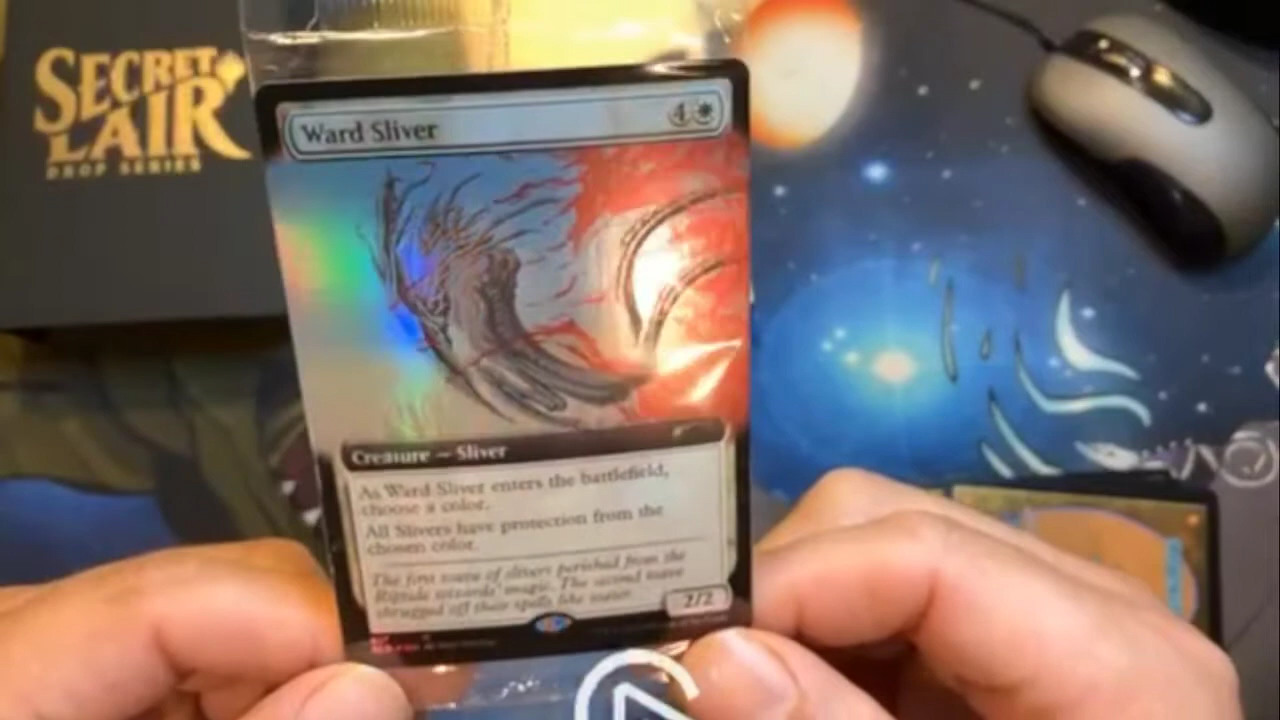 SECRET
LAIR
DROP SERIES
Ward Sliver
4
Creature — Sliver
As Ward Sliver enters the battlefield,
choose a color.
All Slivers have protection from the
chosen color.
The first wave of slivers perished from the
Riptide wizards' magic. The second wave
shrugged off their spells like water.
2/2